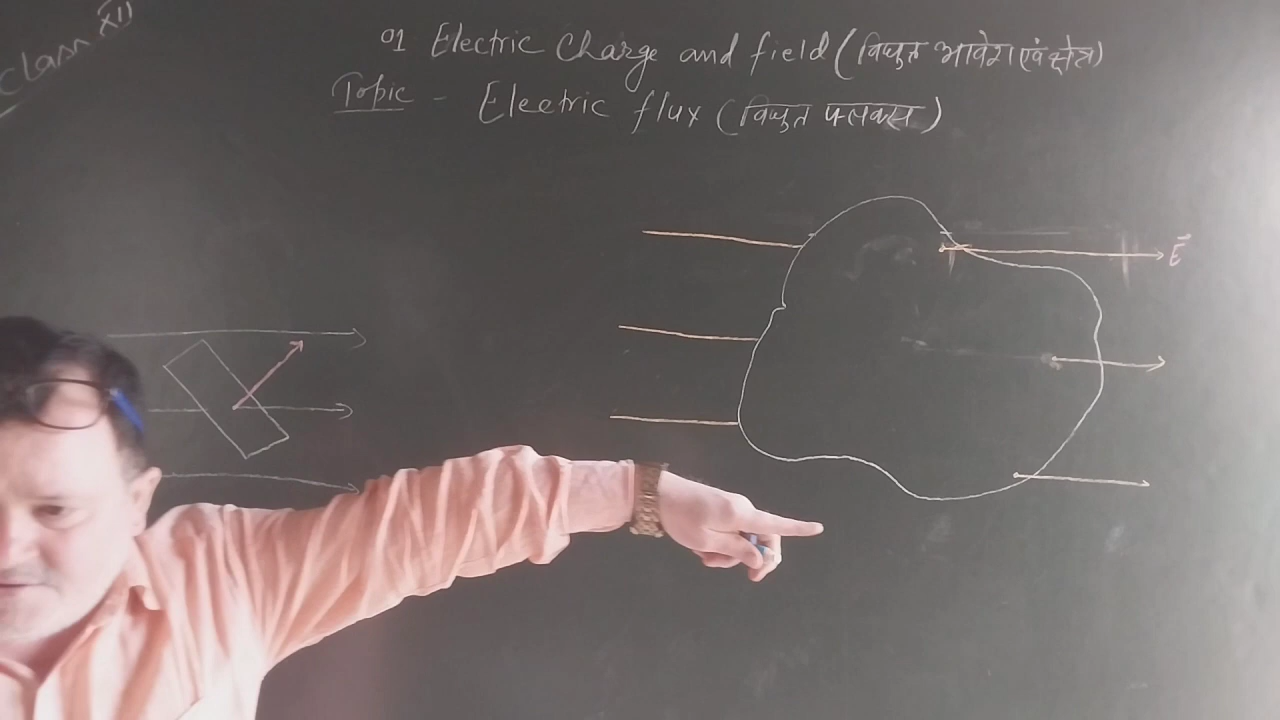 Class XII
01 Electric Charge and field (विद्युत आवेश एवं क्षेत्र)
Topic - Electric flux (विद्युत फ्लक्स)
E⃗